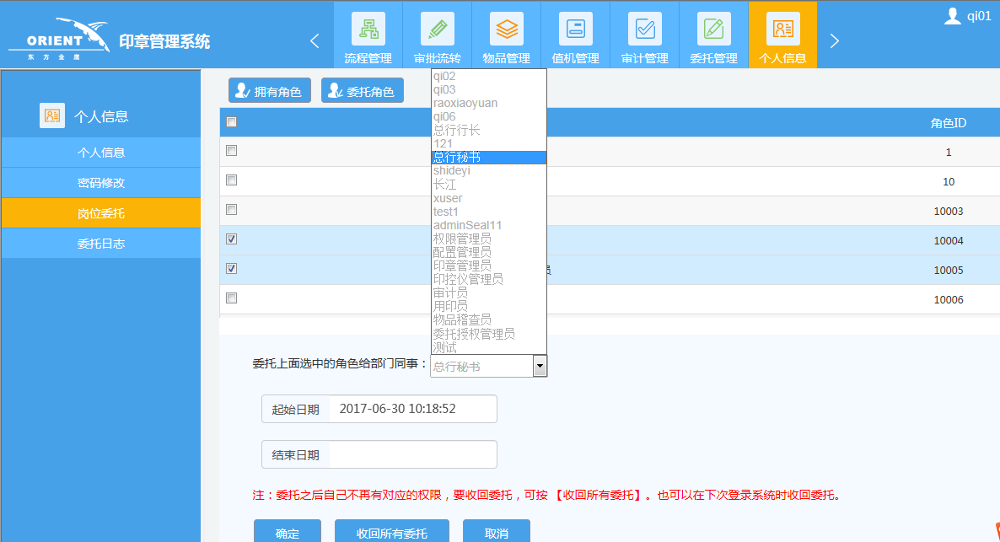 ORIENT
东方金鹰
印章管理系统
流程管理
审批流转
物品管理
值机管理
审计管理
委托管理
个人信息
qi01
个人信息
个人信息
密码修改
岗位委托
委托日志
拥有角色
委托角色
角色ID
1
10
10003
10004
员
10005
10006
qi02
qi03
raoxiaoyuan
qi06
总行行长
121
总行秘书
shideyi
长江
xuser
test1
adminSeal11
权限管理员
配置管理员
印章管理员
印控仪管理员
审计员
用印员
物品稽查员
委托授权管理员
测试
委托上面选中的角色给部门同事：
总行秘书
起始日期 2017-06-30 10:18:52
结束日期
注：委托之后自己不再有对应的权限，要收回委托，可按 【收回所有委托】。也可以在下次登录系统时收回委托。
确定
收回所有委托
取消